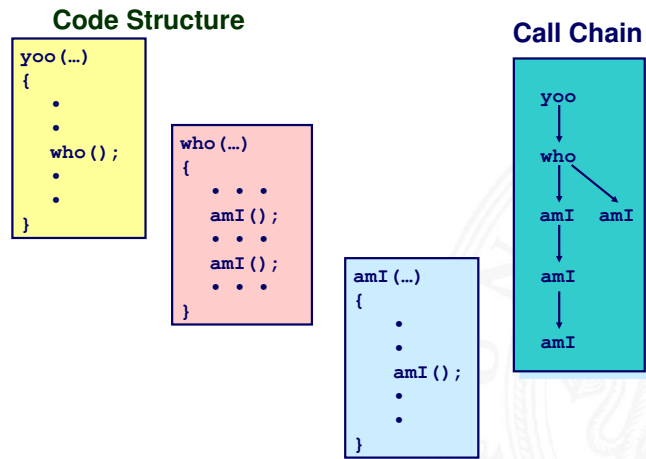 Code Structure
yoo(…)
{
•
•
who();
•
•
}
who(…)
{
• • •
amI();
• • •
amI();
• • •
}
amI(…)
{
•
•
amI();
•
•
}
Call Chain
yoo
who
amI amI
amI
amI